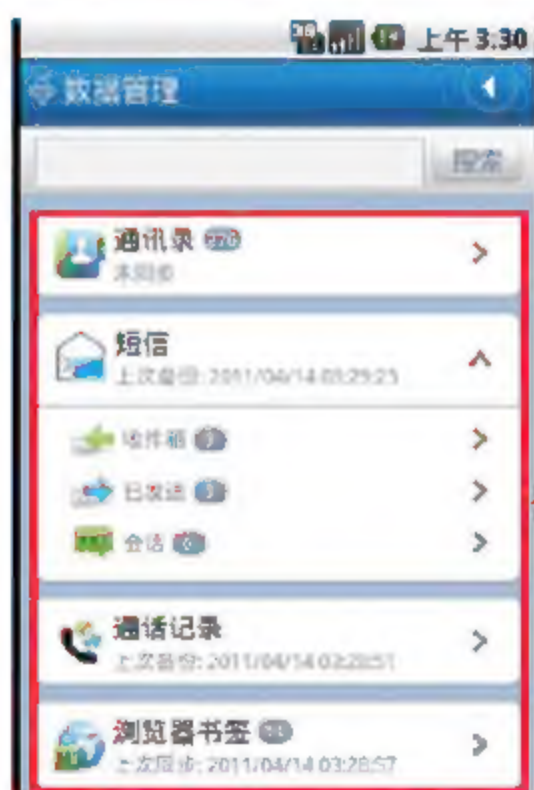 上午 3:30
数据管理
搜索
通讯录
未同步
短信
上次备份: 2011/04/14 03:29:23
收件箱
已发送
会话
通话记录
上次备份: 2011/04/14 03:28:51
浏览器书签
上次同步: 2011/04/14 03:28:57